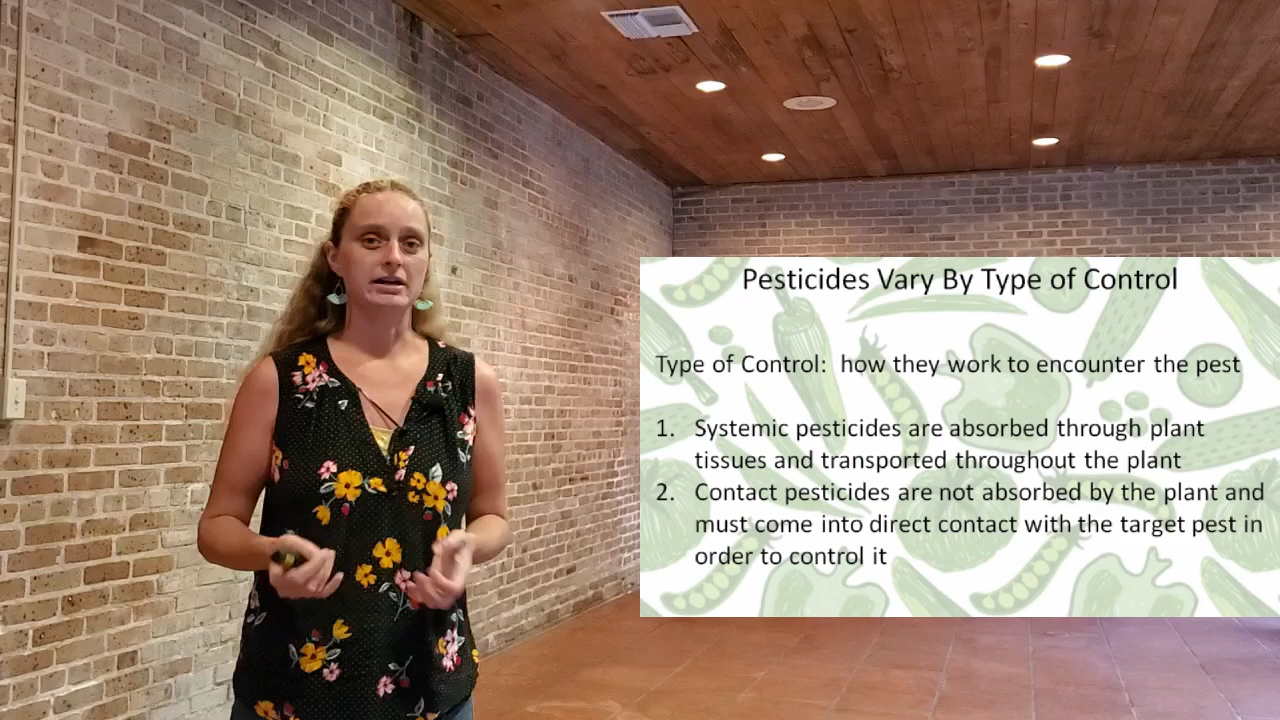 Pesticides Vary By Type of Control
Type of Control:  how they work to encounter the pest
1. Systemic pesticides are absorbed through plant
tissues and transported throughout the plant
2. Contact pesticides are not absorbed by the plant and
must come into direct contact with the target pest in
order to control it